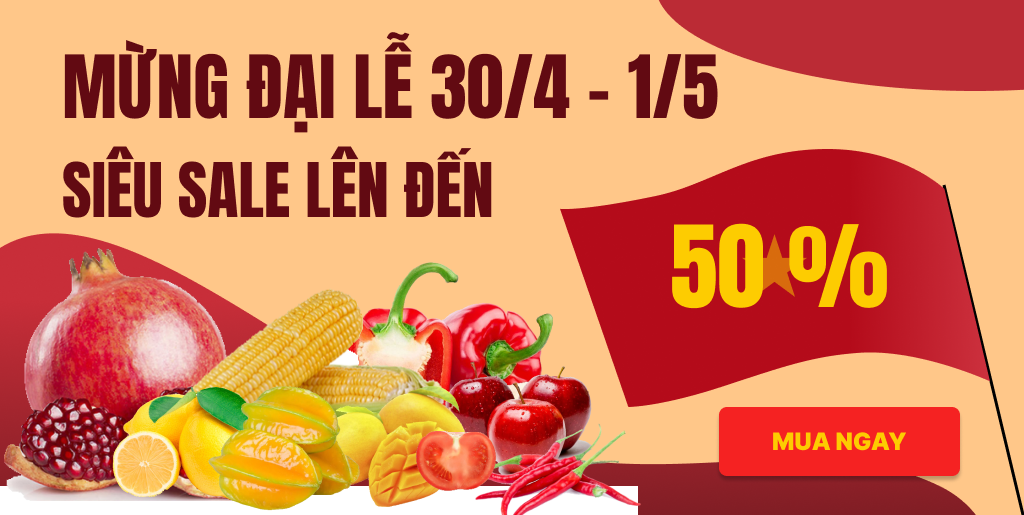 MỪNG ĐẠI LỄ 30/4 - 1/5
SIÊU SALE LÊN ĐẾN
50%
MUA NGAY